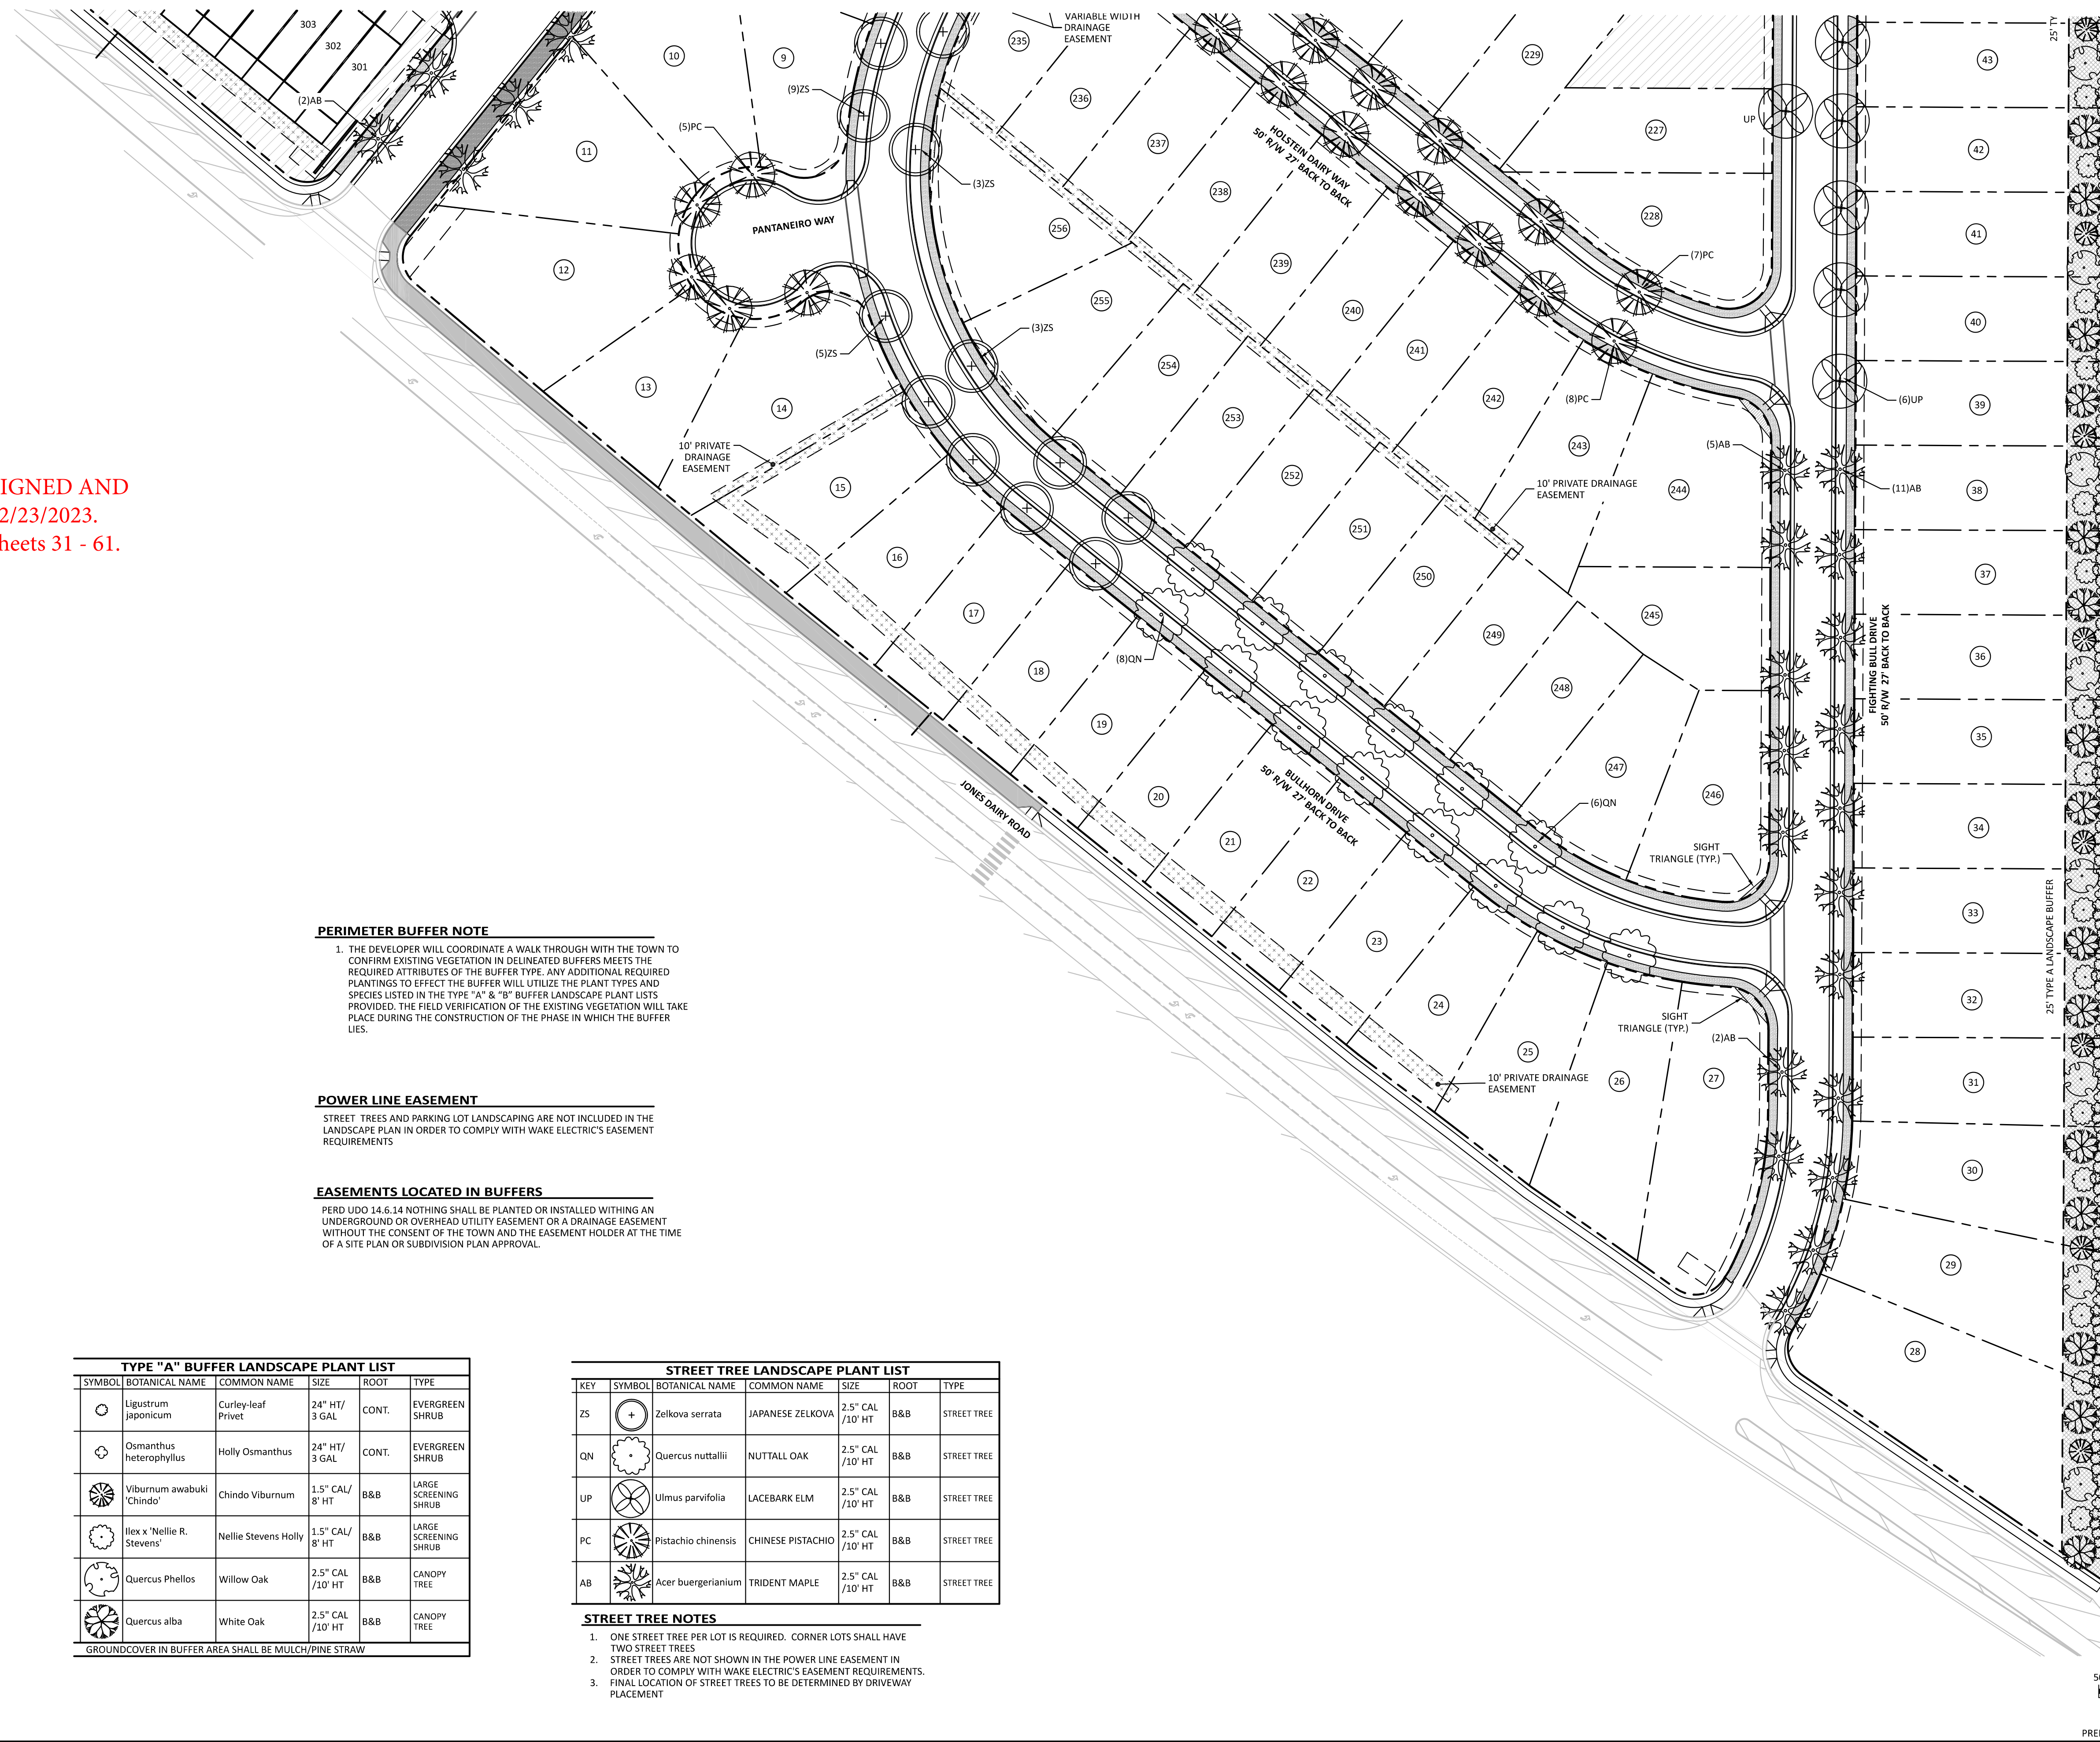 303
302
301
(2)AB
10
9
(9)ZS
(5)PC
11
12
PANTANEIRO WAY
(3)ZS
(5)ZS
(3)ZS
13
14
10' PRIVATE
DRAINAGE
EASEMENT
15
16
17
18
(8)QN
19
20
21
22
23
24
25
26
27
JONES DAIRY ROAD
BULLHORN DRIVE
50' R/W 27' BACK TO BACK
VARIABLE WIDTH
DRAINAGE
EASEMENT
235
236
237
238
239
240
241
242
243
244
245
246
247
248
249
250
251
252
253
254
255
256
HOLSTEIN DAIRY WAY
50' R/W 27' BACK TO BACK
229
227
228
UP
(7)PC
(8)PC
(5)AB
10' PRIVATE DRAINAGE
EASEMENT
(6)QN
SIGHT
TRIANGLE (TYP.)
SIGHT
TRIANGLE (TYP.)
(2)AB
10' PRIVATE DRAINAGE
EASEMENT
(6)UP
(11)AB
FIGHTING BULL DRIVE
50' R/W 27' BACK TO BACK
43
42
41
40
39
38
37
36
35
34
33
32
31
30
29
28
25' TY
25' TYPE A LANDSCAPE BUFFER
IGNED AND
2/23/2023.
heets 31 - 61.
PERIMETER BUFFER NOTE
1. THE DEVELOPER WILL COORDINATE A WALK THROUGH WITH THE TOWN TO
CONFIRM EXISTING VEGETATION IN DELINEATED BUFFERS MEETS THE
REQUIRED ATTRIBUTES OF THE BUFFER TYPE. ANY ADDITIONAL REQUIRED
PLANTINGS TO EFFECT THE BUFFER WILL UTILIZE THE PLANT TYPES AND
SPECIES LISTED IN THE TYPE "A" & "B" BUFFER LANDSCAPE PLANT LISTS
PROVIDED. THE FIELD VERIFICATION OF THE EXISTING VEGETATION WILL TAKE
PLACE DURING THE CONSTRUCTION OF THE PHASE IN WHICH THE BUFFER
LIES.
POWER LINE EASEMENT
STREET TREES AND PARKING LOT LANDSCAPING ARE NOT INCLUDED IN THE
LANDSCAPE PLAN IN ORDER TO COMPLY WITH WAKE ELECTRIC'S EASEMENT
REQUIREMENTS
EASEMENTS LOCATED IN BUFFERS
PERD UDO 14.6.14 NOTHING SHALL BE PLANTED OR INSTALLED WITHING AN
UNDERGROUND OR OVERHEAD UTILITY EASEMENT OR A DRAINAGE EASEMENT
WITHOUT THE CONSENT OF THE TOWN AND THE EASEMENT HOLDER AT THE TIME
OF A SITE PLAN OR SUBDIVISION PLAN APPROVAL.
TYPE "A" BUFFER LANDSCAPE PLANT LIST
SYMBOL BOTANICAL NAME COMMON NAME SIZE ROOT TYPE
Ligustrum japonicum Curley-leaf Privet 24" HT/ 3 GAL CONT. EVERGREEN SHRUB
Osmanthus heterophyllus Holly Osmanthus 24" HT/ 3 GAL CONT. EVERGREEN SHRUB
Viburnum awabuki 'Chindo' Chindo Viburnum 1.5" CAL/ 8' HT B&B LARGE SCREENING SHRUB
Ilex x 'Nellie R. Stevens' Nellie Stevens Holly 1.5" CAL/ 8' HT B&B LARGE SCREENING SHRUB
Quercus Phellos Willow Oak 2.5" CAL /10' HT B&B CANOPY TREE
Quercus alba White Oak 2.5" CAL /10' HT B&B CANOPY TREE
GROUNDCOVER IN BUFFER AREA SHALL BE MULCH/PINE STRAW
STREET TREE LANDSCAPE PLANT LIST
KEY SYMBOL BOTANICAL NAME COMMON NAME SIZE ROOT TYPE
ZS Zelkova serrata JAPANESE ZELKOVA 2.5" CAL /10' HT B&B STREET TREE
QN Quercus nuttallii NUTTALL OAK 2.5" CAL /10' HT B&B STREET TREE
UP Ulmus parvifolia LACEBARK ELM 2.5" CAL /10' HT B&B STREET TREE
PC Pistachio chinensis CHINESE PISTACHIO 2.5" CAL /10' HT B&B STREET TREE
AB Acer buergerianium TRIDENT MAPLE 2.5" CAL /10' HT B&B STREET TREE
STREET TREE NOTES
1. ONE STREET TREE PER LOT IS REQUIRED. CORNER LOTS SHALL HAVE
TWO STREET TREES
2. STREET TREES ARE NOT SHOWN IN THE POWER LINE EASEMENT IN
ORDER TO COMPLY WITH WAKE ELECTRIC'S EASEMENT REQUIREMENTS.
3. FINAL LOCATION OF STREET TREES TO BE DETERMINED BY DRIVEWAY
PLACEMENT